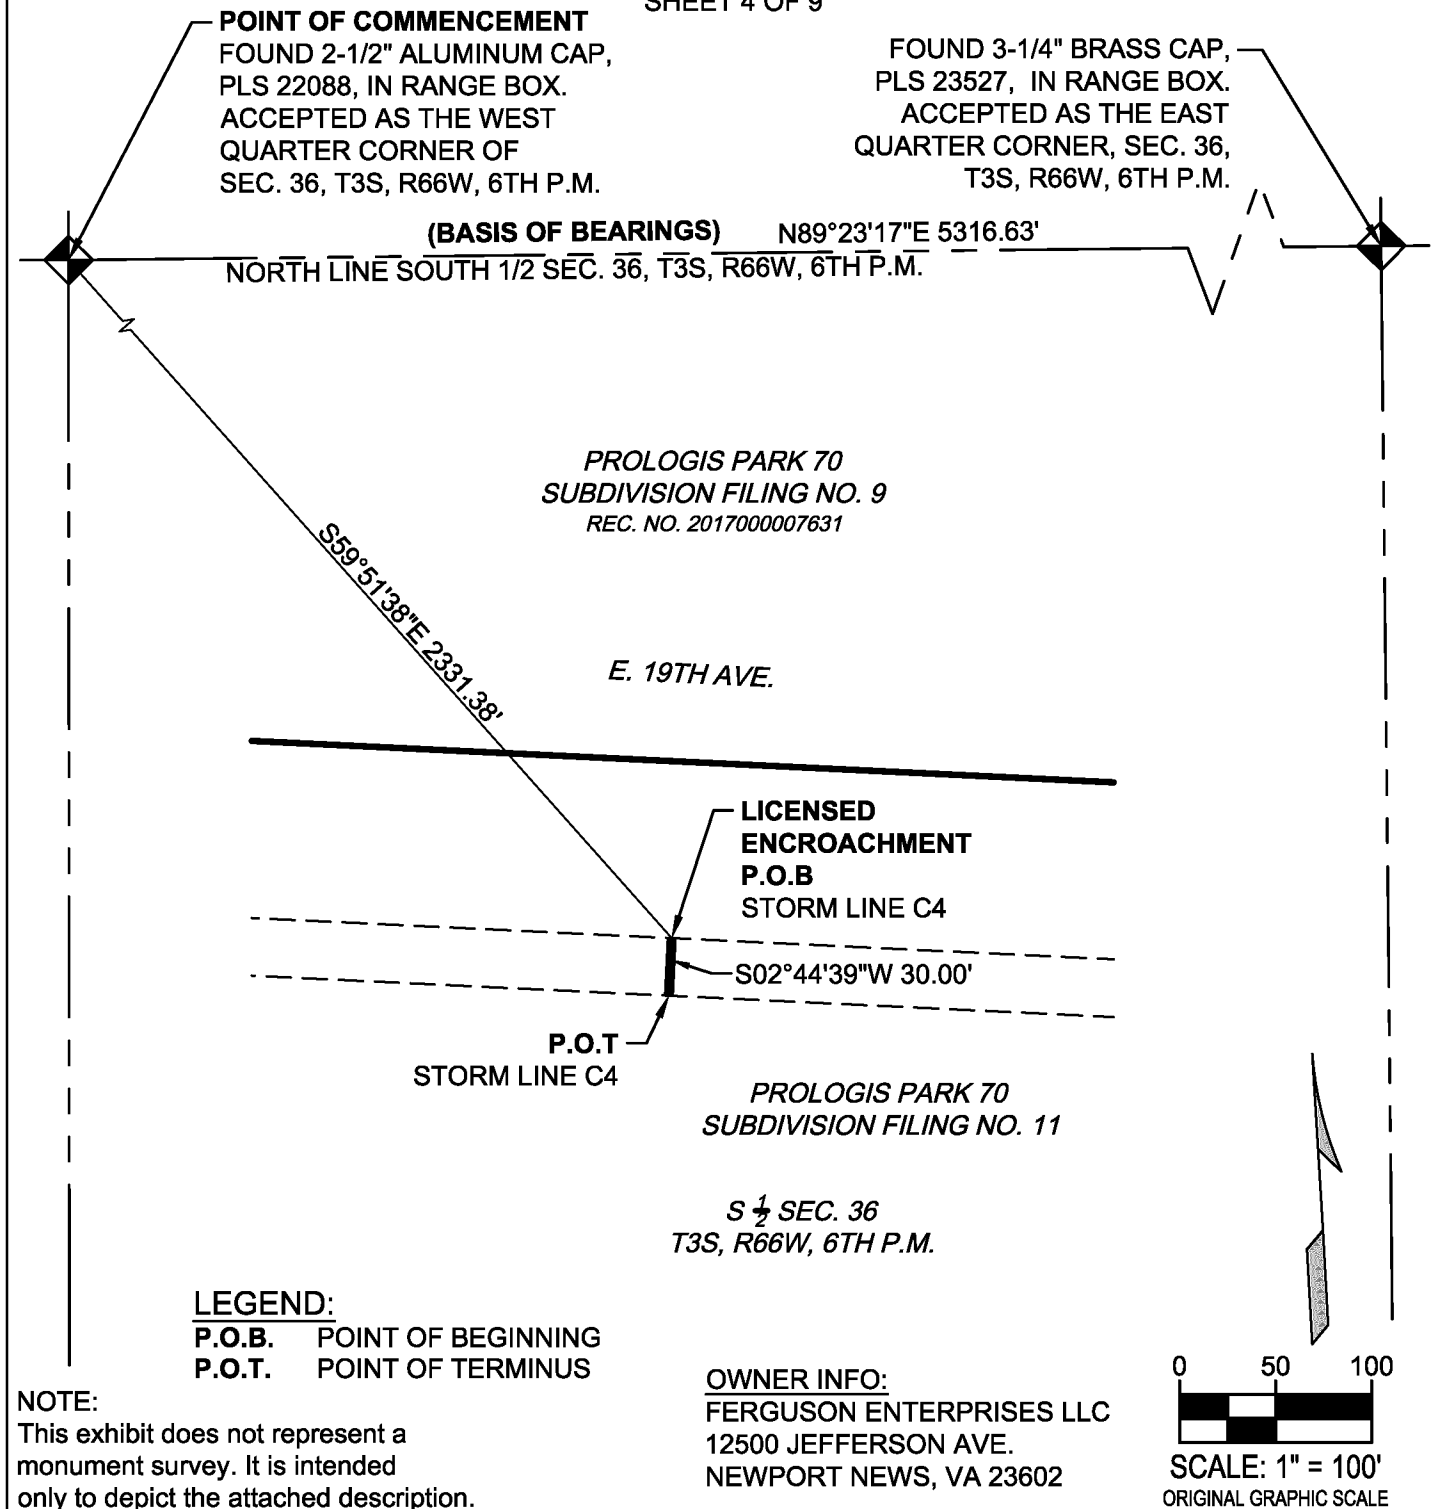 SHEET 4 OF 9
POINT OF COMMENCEMENT
FOUND 2-1/2" ALUMINUM CAP,
PLS 22088, IN RANGE BOX.
ACCEPTED AS THE WEST
QUARTER CORNER OF
SEC. 36, T3S, R66W, 6TH P.M.
FOUND 3-1/4" BRASS CAP,
PLS 23527, IN RANGE BOX.
ACCEPTED AS THE EAST
QUARTER CORNER, SEC. 36,
T3S, R66W, 6TH P.M.
(BASIS OF BEARINGS) N89°23'17"E 5316.63'
NORTH LINE SOUTH 1/2 SEC. 36, T3S, R66W, 6TH P.M.
PROLOGIS PARK 70
SUBDIVISION FILING NO. 9
REC. NO. 2017000007631
S59°51'38"E 2331.38'
E. 19TH AVE.
LICENSED
ENCROACHMENT
P.O.B
STORM LINE C4
S02°44'39"W 30.00'
P.O.T
STORM LINE C4
PROLOGIS PARK 70
SUBDIVISION FILING NO. 11
S 1/2 SEC. 36
T3S, R66W, 6TH P.M.
LEGEND:
P.O.B. POINT OF BEGINNING
P.O.T. POINT OF TERMINUS
NOTE:
This exhibit does not represent a
monument survey. It is intended
only to depict the attached description.
OWNER INFO:
FERGUSON ENTERPRISES LLC
12500 JEFFERSON AVE.
NEWPORT NEWS, VA 23602
0 50 100
SCALE: 1" = 100'
ORIGINAL GRAPHIC SCALE